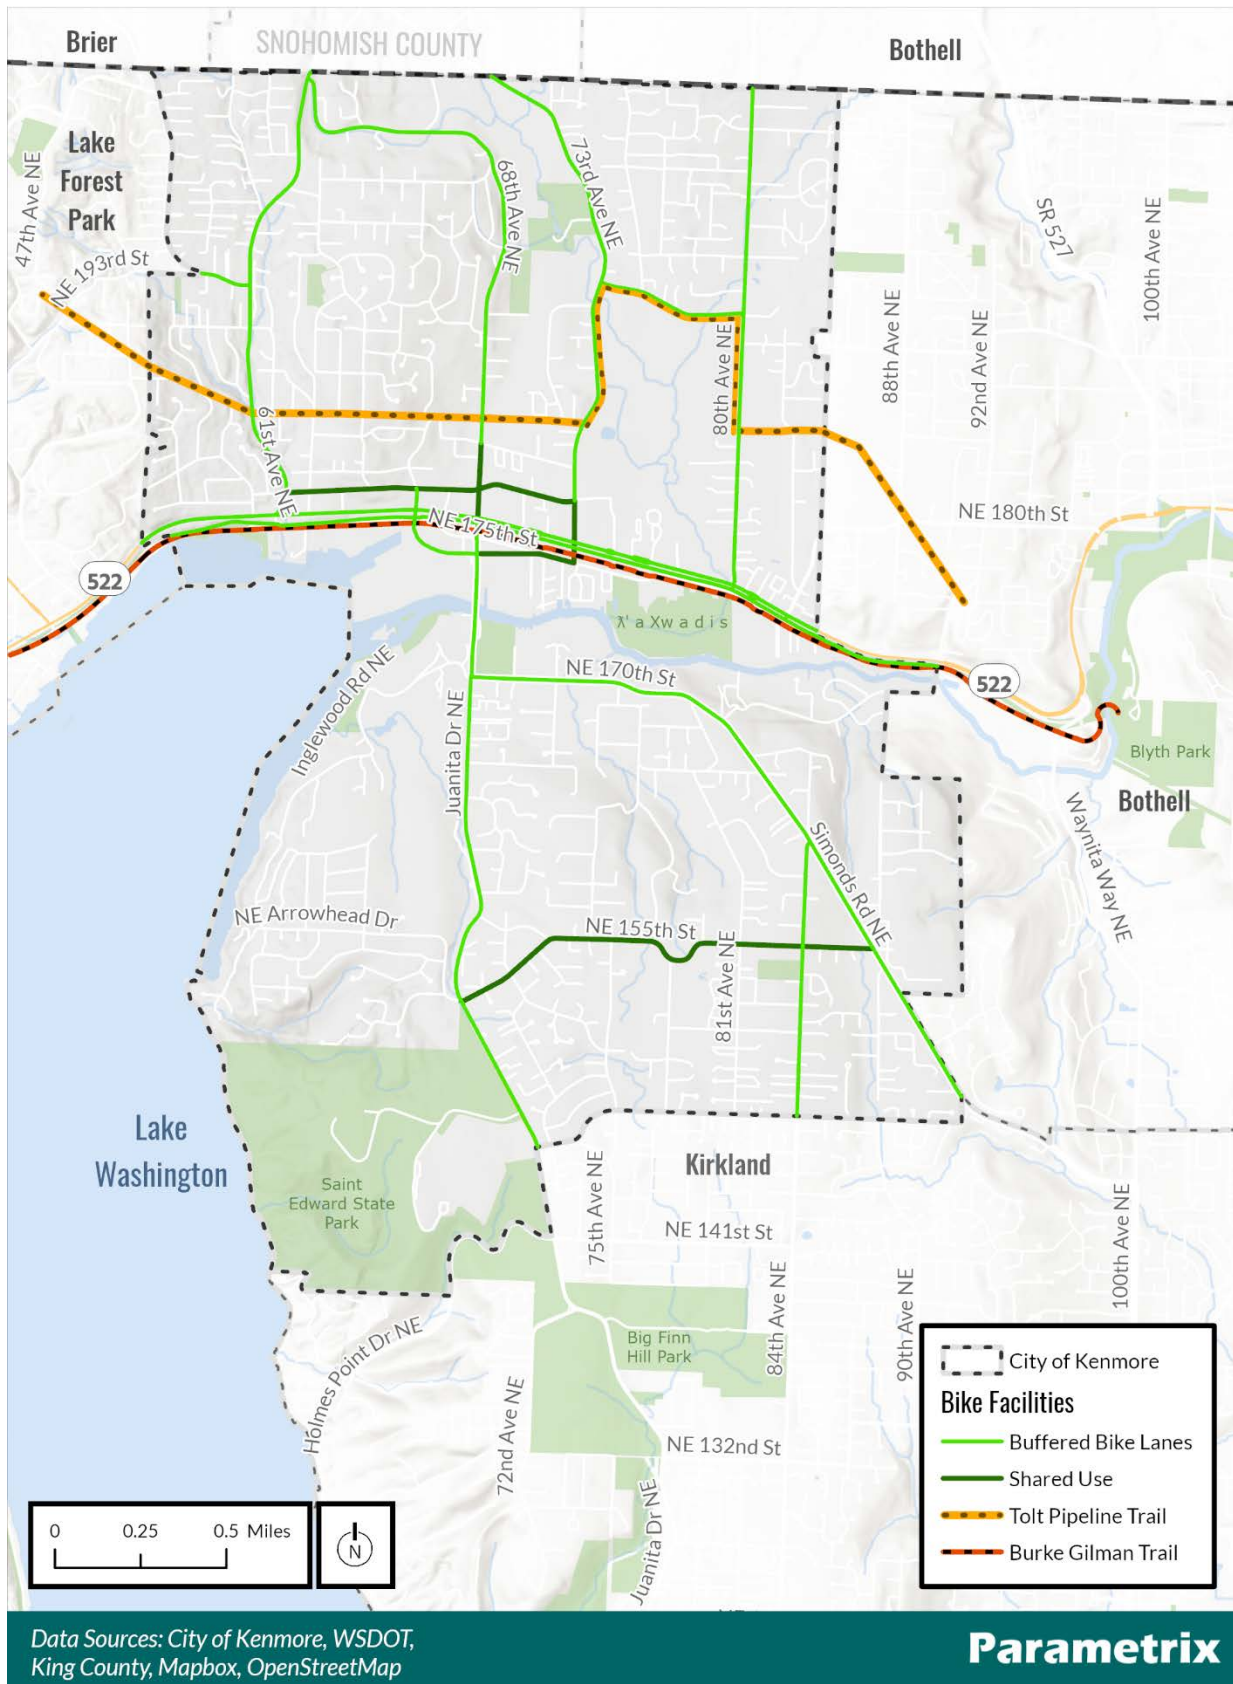 Brier
SNOHOMISH COUNTY
Bothell
Lake
Forest
Park
47th Ave NE
NE 193rd St
68th Ave NE
73rd Ave NE
SR 527
100th Ave NE
88th Ave NE
92nd Ave NE
80th Ave NE
61st Ave NE
NE 175th St
NE 180th St
522
ƛ' a Xw a d i s
NE 170th St
522
Inglewood Rd NE
Juanita Dr NE
Blyth Park
Bothell
Waynita Way NE
Simonds Rd NE
NE Arrowhead Dr
NE 155th St
81st Ave NE
Lake
Washington
Kirkland
Saint
Edward State
Park
75th Ave NE
NE 141st St
100th Ave NE
84th Ave NE
90th Ave NE
Big Finn
Hill Park
Holmes Point Dr NE
72nd Ave NE
NE 132nd St
Juanita Dr NE
City of Kenmore
Bike Facilities
Buffered Bike Lanes
Shared Use
Tolt Pipeline Trail
Burke Gilman Trail
0 0.25 0.5 Miles
N
Data Sources: City of Kenmore, WSDOT,
King County, Mapbox, OpenStreetMap
Parametrix